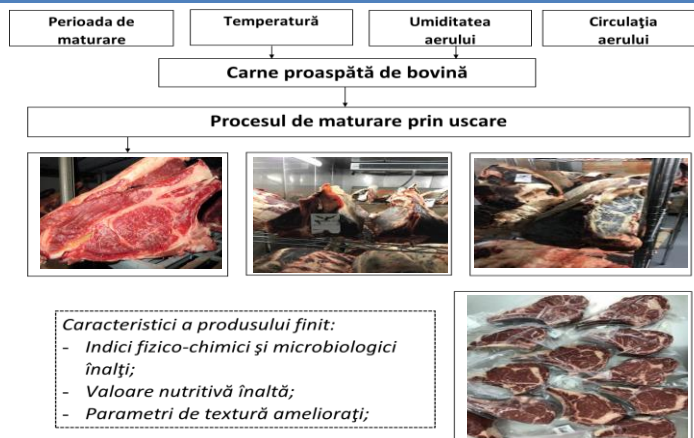 Perioada de
maturare
Temperatură
Umiditatea
aerului
Circulaţia
aerului
Carne proaspătă de bovină
Procesul de maturare prin uscare
Caracteristici a produsului finit:
- Indici fizico-chimici şi microbiologici
înalţi;
- Valoare nutritivă înaltă;
- Parametri de textură amelioraţi;